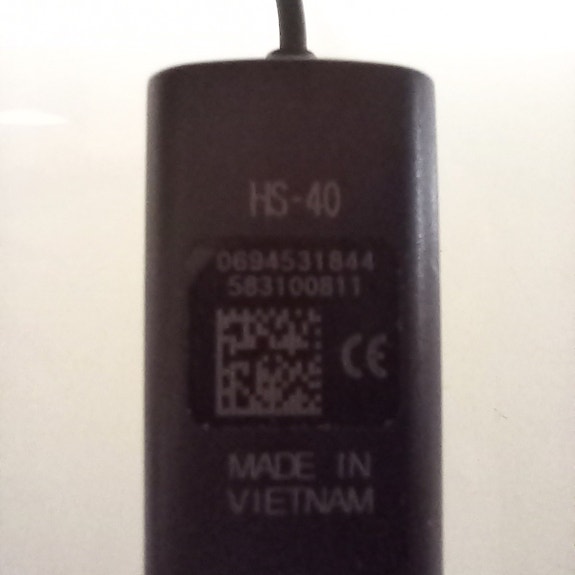 HS-40
0694531844
583100811
CE
MADE IN
VIETNAM